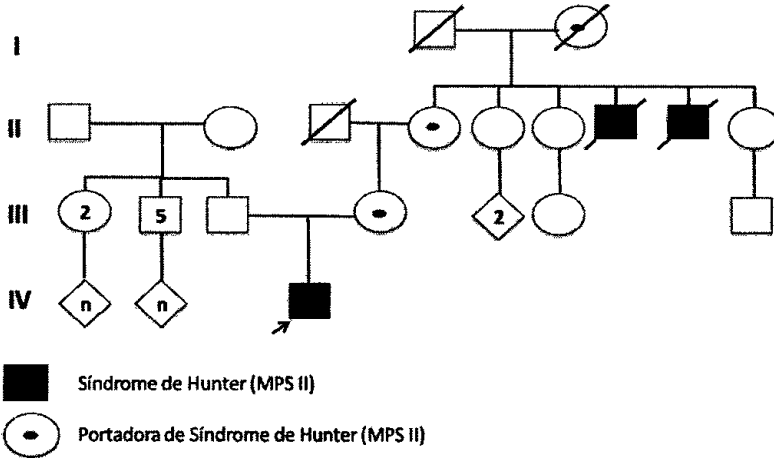 I
II
III
2
5
2
IV
n
n
Síndrome de Hunter (MPS II)
Portadora de Síndrome de Hunter (MPS II)